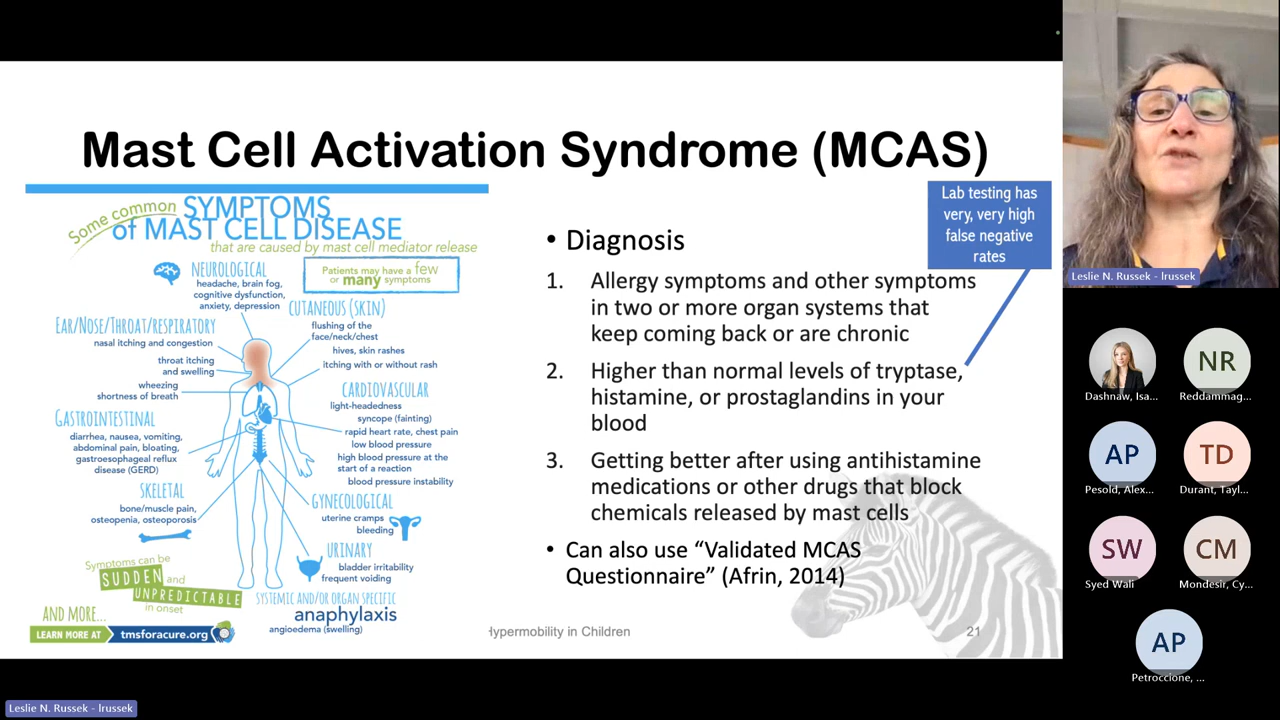 Mast Cell Activation Syndrome (MCAS)
Some common SYMPTOMS
of MAST CELL DISEASE
that are caused by mast cell mediator release
Patients may have a few
or many symptoms
NEUROLOGICAL
headache, brain fog,
cognitive dysfunction,
anxiety, depression
CUTANEOUS (SKIN)
flushing of the
face/neck/chest
hives, skin rashes
itching with or without rash
EAR/NOSE/THROAT/RESPIRATORY
nasal itching and congestion
throat itching
and swelling
wheezing
shortness of breath
CARDIOVASCULAR
light-headedness
syncope (fainting)
rapid heart rate, chest pain
low blood pressure
high blood pressure at the
start of a reaction
blood pressure instability
GASTROINTESTINAL
diarrhea, nausea, vomiting,
abdominal pain, bloating,
gastroesophageal reflux
disease (GERD)
SKELETAL
bone/muscle pain,
osteopenia, osteoporosis
GYNECOLOGICAL
uterine cramps
bleeding
URINARY
bladder irritability
frequent voiding
Symptoms can be
SUDDEN and
UNPREDICTABLE
in onset
SYSTEMIC AND/OR ORGAN SPECIFIC
anaphylaxis
angioedema (swelling)
AND MORE...
LEARN MORE AT tmsforacure.org
• Diagnosis
1. Allergy symptoms and other symptoms
in two or more organ systems that
keep coming back or are chronic
2. Higher than normal levels of tryptase,
histamine, or prostaglandins in your
blood
3. Getting better after using antihistamine
medications or other drugs that block
chemicals released by mast cells
• Can also use “Validated MCAS
Questionnaire” (Afrin, 2014)
Lab testing has
very, very high
false negative
rates
Hypermobility in Children
21
Leslie N. Russek - lrussek
Dashnaw, Isa...
NR
Reddammag...
AP
Pesold, Alex...
TD
Durant, Tayl...
SW
Syed Wali
CM
Mondesir, Cy...
AP
Petroccione, ...
Leslie N. Russek - lrussek